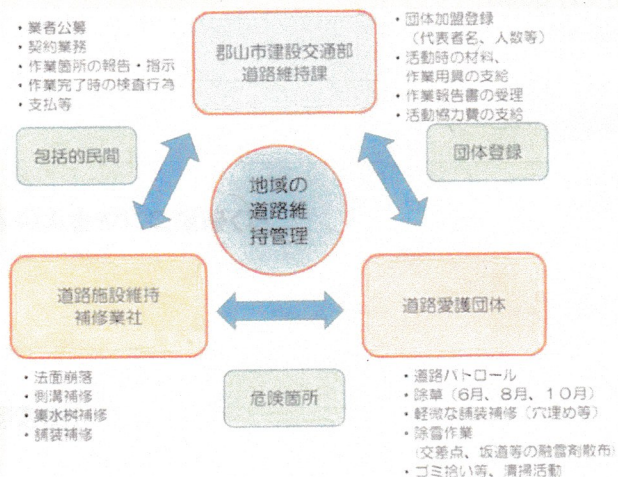 ・業者公募
・契約業務
・作業箇所の報告・指示
・作業完了時の検査行為
・支払等
郡山市建設交通部
道路維持課
・団体加盟登録
（代表者名、人数等）
・活動時の材料、
作業用具の支給
・作業報告書の受理
・活動協力費の支給
包括的民間
団体登録
地域の
道路維
持管理
道路施設維持
補修業社
道路愛護団体
・法面崩落
・側溝補修
・集水桝補修
・舗装補修
危険箇所
・道路パトロール
・除草（6月、8月、10月）
・軽微な舗装補修（穴埋め等）
・除雪作業
（交差点、坂道等の融雪剤散布）
・ゴミ拾い等、清掃活動